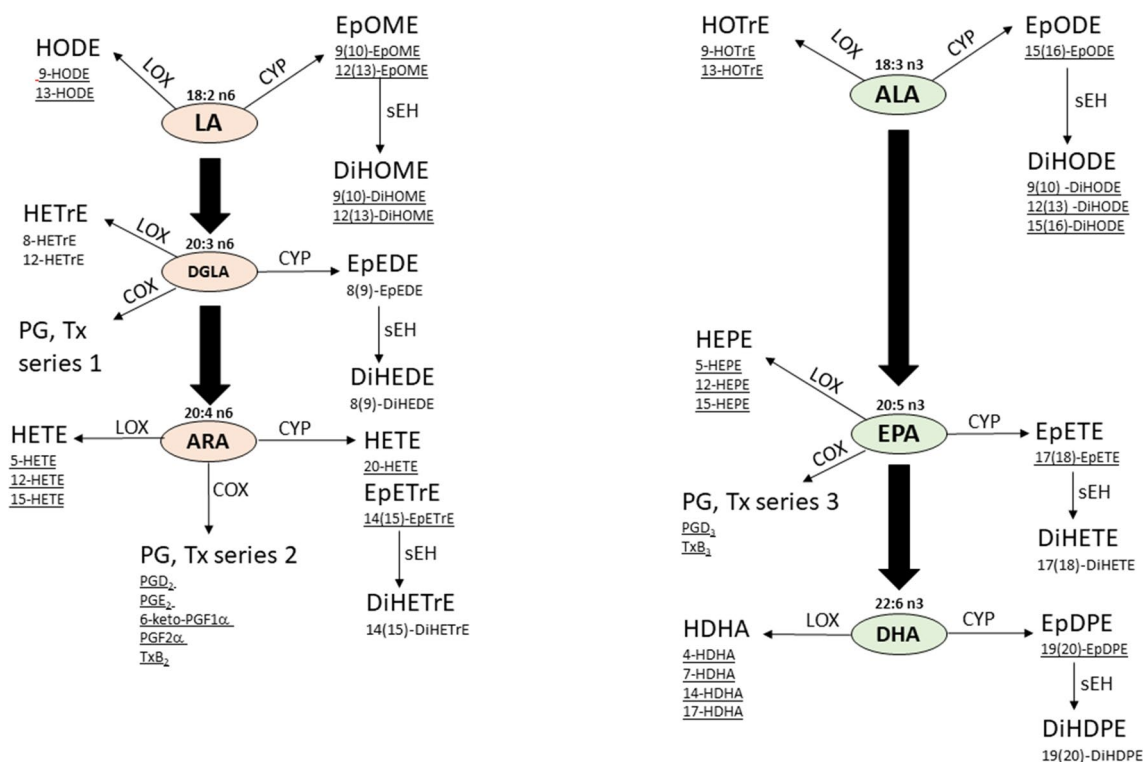 HODE
9-HODE
13-HODE
LOX
CYP
EpOME
9(10)-EpOME
12(13)-EpOME
18:2 n6
LA
sEH
DiHOME
9(10)-DiHOME
12(13)-DiHOME
HETrE
8-HETrE
12-HETrE
LOX
20:3 n6
DGLA
CYP
EpEDE
8(9)-EpEDE
COX
PG, Tx
series 1
sEH
DiHEDE
8(9)-DiHEDE
20:4 n6
ARA
LOX
HETE
5-HETE
12-HETE
15-HETE
CYP
HETE
20-HETE
EpETrE
14(15)-EpETrE
COX
sEH
PG, Tx series 2
PGD2
PGE2
6-keto-PGF1α
PGF2α
TxB2
DiHETrE
14(15)-DiHETrE
HOTrE
9-HOTrE
13-HOTrE
LOX
CYP
EpODE
15(16)-EpODE
18:3 n3
ALA
sEH
DiHODE
9(10) -DiHODE
12(13) -DiHODE
15(16)-DiHODE
HEPE
5-HEPE
12-HEPE
15-HEPE
LOX
20:5 n3
EPA
CYP
EpETE
17(18)-EpETE
COX
PG, Tx series 3
PGD3
TxB3
sEH
DiHETE
17(18)-DiHETE
22:6 n3
DHA
LOX
HDHA
4-HDHA
7-HDHA
14-HDHA
17-HDHA
CYP
EpDPE
19(20)-EpDPE
sEH
DiHDPE
19(20)-DiHDPE